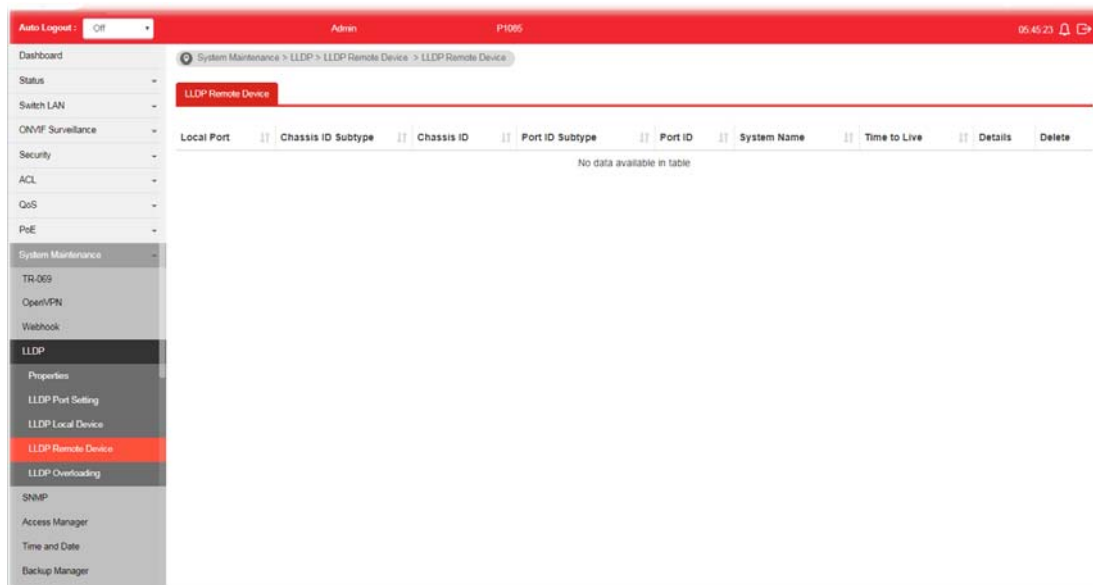 Auto Logout : Off Admin P1085 05:45:23
Dashboard
Status
Switch LAN
ONVIF Surveillance
Security
ACL
QoS
PoE
System Maintenance
TR-069
OpenVPN
Webhook
LLDP
Properties
LLDP Port Setting
LLDP Local Device
LLDP Remote Device
LLDP Overloading
SNMP
Access Manager
Time and Date
Backup Manager
System Maintenance > LLDP > LLDP Remote Device > LLDP Remote Device
LLDP Remote Device
Local Port Chassis ID Subtype Chassis ID Port ID Subtype Port ID System Name Time to Live Details Delete
No data available in table